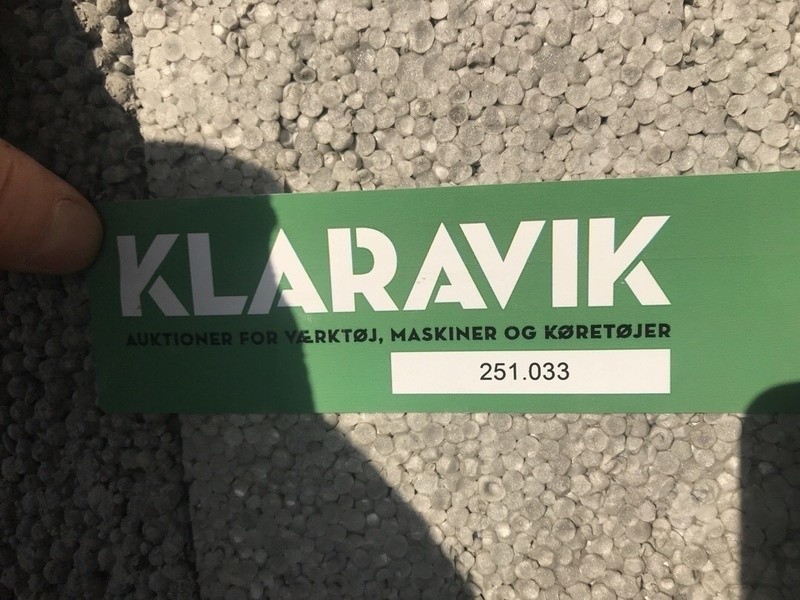 KLARAVIK
AUKTIONER FOR VÆRKTØJ, MASKINER OG KØRETØJER
251.033